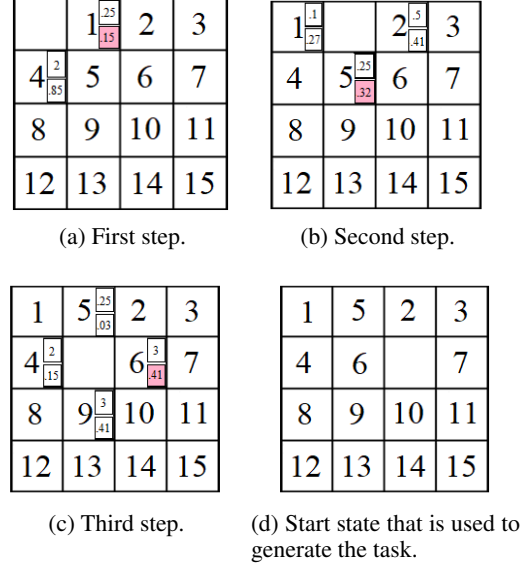 1 .25 .15 2 3
4 2 .85 5 6 7
8 9 10 11
12 13 14 15
(a) First step.
1 .1 .27 2 .5 .41 3
4 5 .25 .32 6 7
8 9 10 11
12 13 14 15
(b) Second step.
1 5 .25 .03 2 3
4 2 .15 6 3 .41 7
8 9 3 .41 10 11
12 13 14 15
(c) Third step.
1 5 2 3
4 6 7
8 9 10 11
12 13 14 15
(d) Start state that is used to
generate the task.